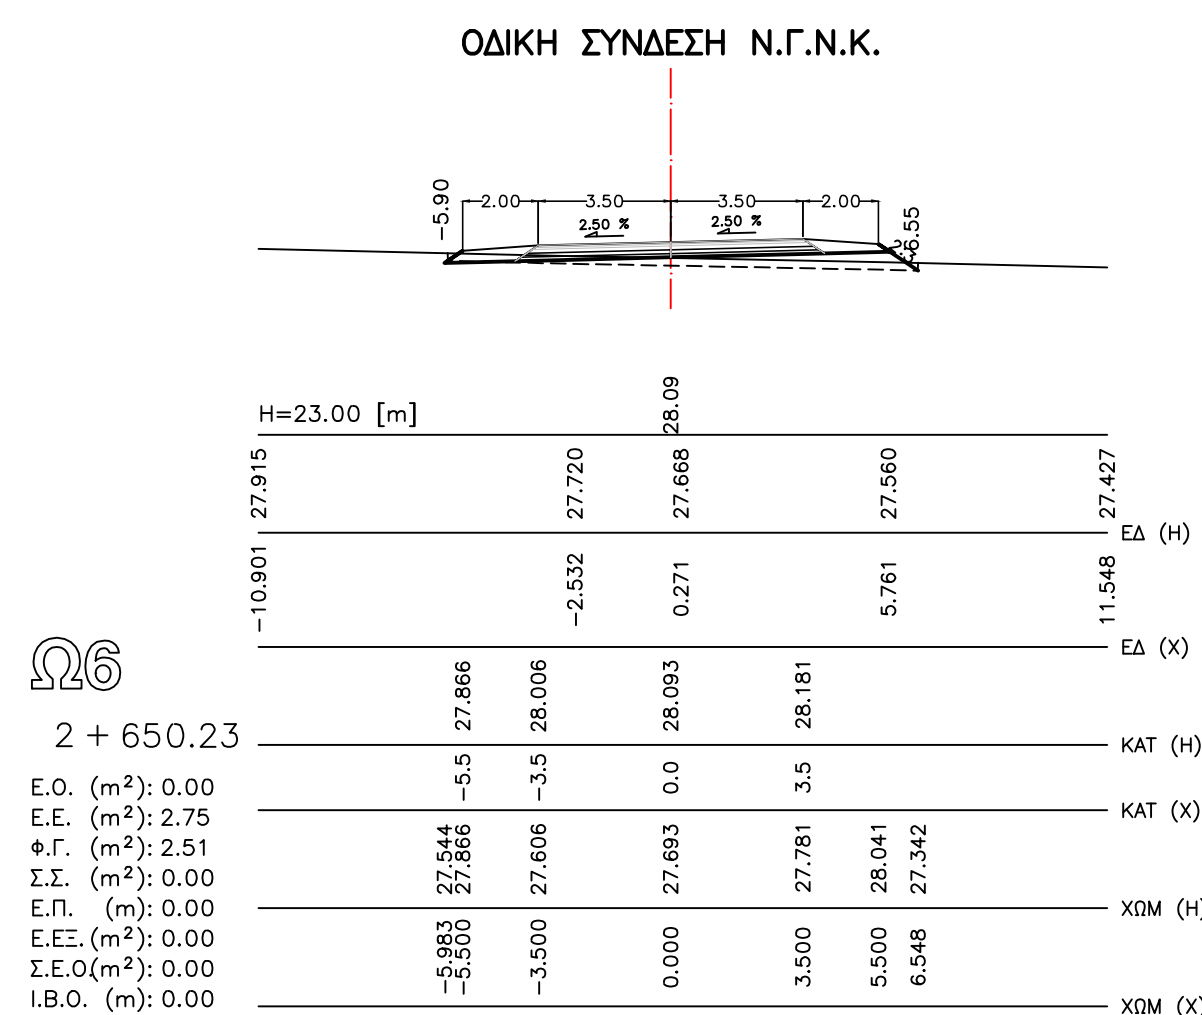 ΟΔΙΚΗ ΣΥΝΔΕΣΗ Ν.Γ.Ν.Κ.
-5.90
2.00 3.50 3.50 2.00
2.50 % 2.50 %
6.55
28.09
H=23.00 [m]
27.915 27.720 27.668 27.560 27.427
ΕΔ (Η)
-10.901 -2.532 0.271 5.761 11.548
ΕΔ (Χ)
Ω6
27.866 28.006 28.093 28.181
ΚΑΤ (Η)
2 + 650.23
-5.5 -3.5 0.0 3.5
ΚΑΤ (Χ)
27.544 27.866 27.606 27.693 27.781 28.041 27.342
ΧΩΜ (Η)
-5.983 -5.500 -3.500 0.000 3.500 5.500 6.548
ΧΩΜ (Χ)
Ε.Ο. (m²): 0.00
Ε.Ε. (m²): 2.75
Φ.Γ. (m²): 2.51
Σ.Σ. (m²): 0.00
Ε.Π. (m): 0.00
Ε.ΕΞ.(m²): 0.00
Σ.Ε.Ο.(m²): 0.00
Ι.Β.Ο. (m): 0.00